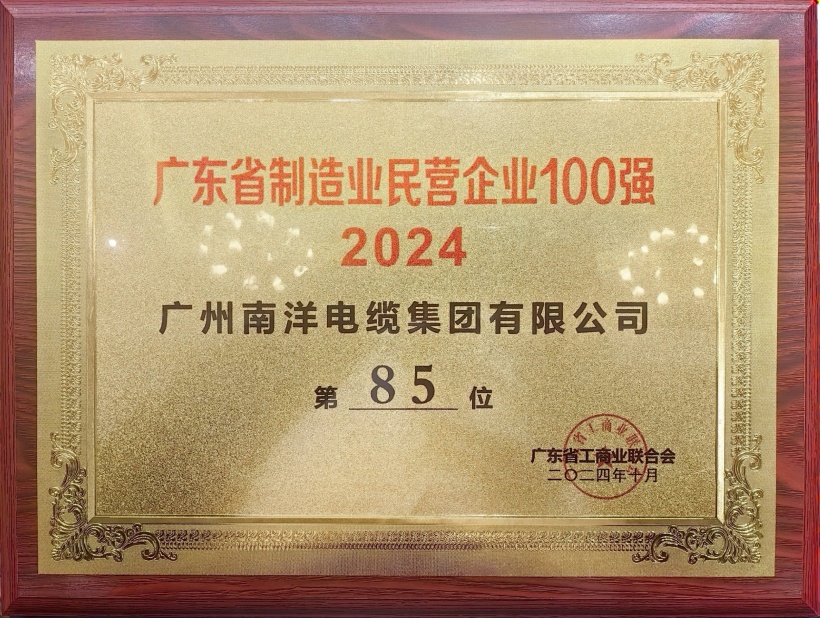 广东省制造业民营企业100强
2024
广州南洋电缆集团有限公司
第 85 位
广东省工商业联合会
二〇二四年十月